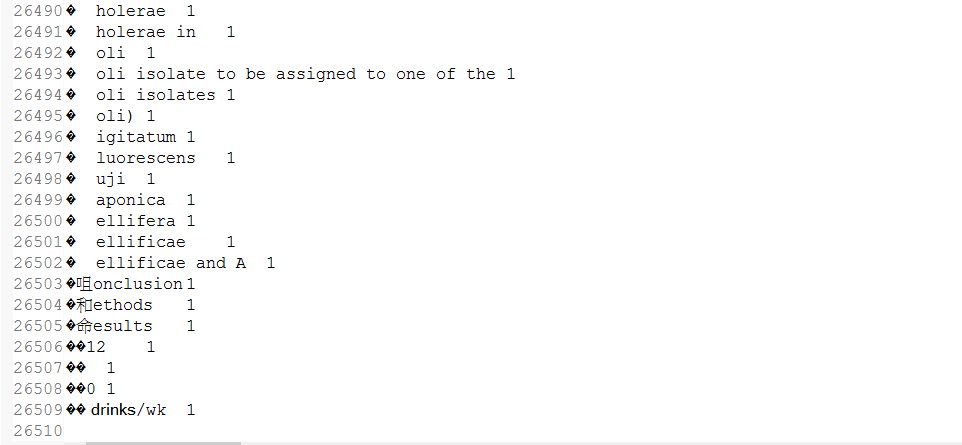 26490� holerae 1
26491� holerae in 1
26492� oli 1
26493� oli isolate to be assigned to one of the 1
26494� oli isolates 1
26495� oli) 1
26496� igitatum 1
26497� luorescens 1
26498� uji 1
26499� aponica 1
26500� ellifera 1
26501� ellificae 1
26502� ellificae and A 1
26503�咀onclusion 1
26504�和ethods 1
26505�命esults 1
26506��12 1
26507�� 1
26508��0 1
26509�� drinks/wk 1
26510